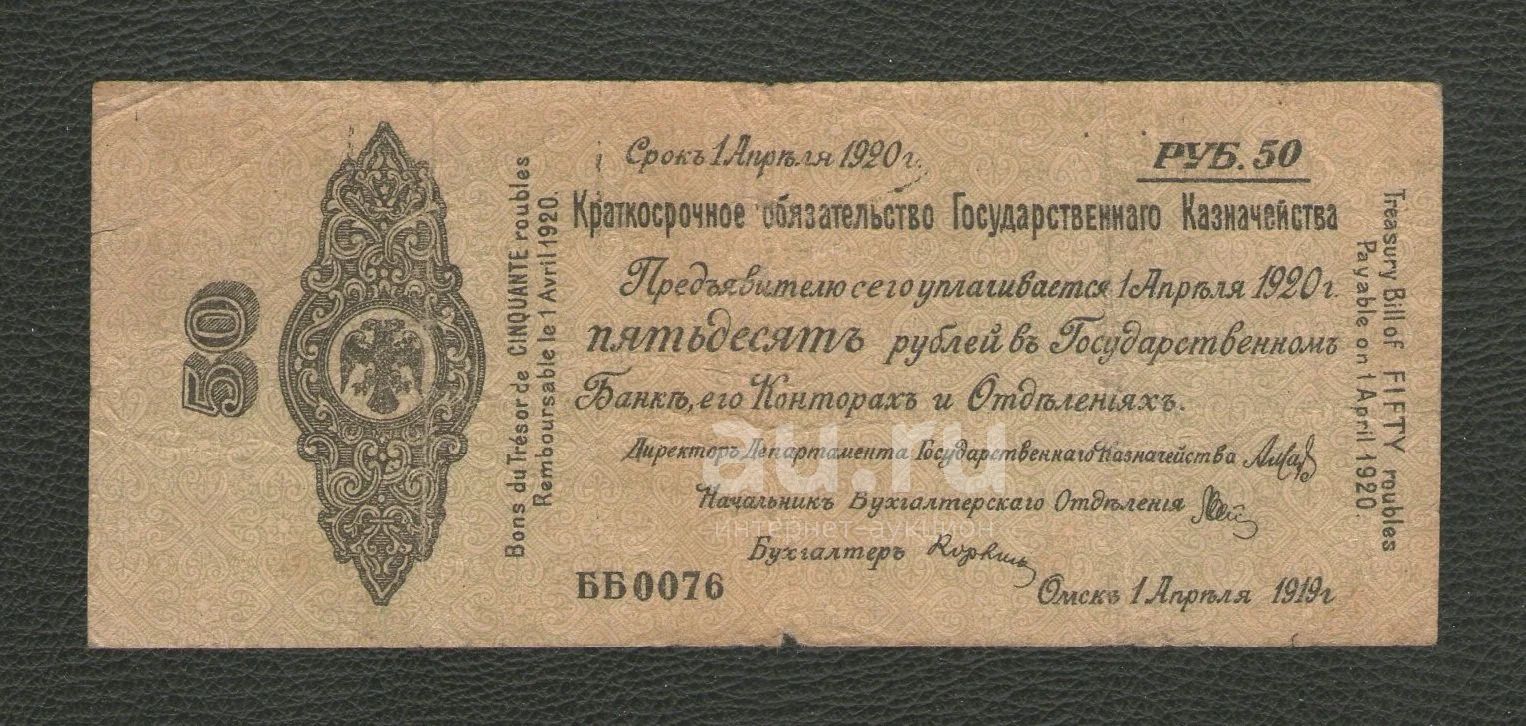 50
Bons du Trésor de CINQUANTE roubles
Remboursable le 1 Avril 1920.
Срокъ 1 Апрѣля 1920 г.
РУБ. 50
Краткосрочное обязательство Государственнаго Казначейства
Предъявителю сего уплачивается 1 Апрѣля 1920 г.
пятьдесятъ рублей въ Государственномъ
Банкѣ, его Конторахъ и Отдѣленіяхъ.
Директоръ Департамента Государственнаго Казначейства
Начальникъ Бухгалтерскаго Отдѣленія
Бухгалтеръ
ББ0076
Омскъ 1 Апрѣля 1919 г
Treasury Bill of FIFTY roubles
Payable on 1 April 1920.
au.ru
интернет-аукцион